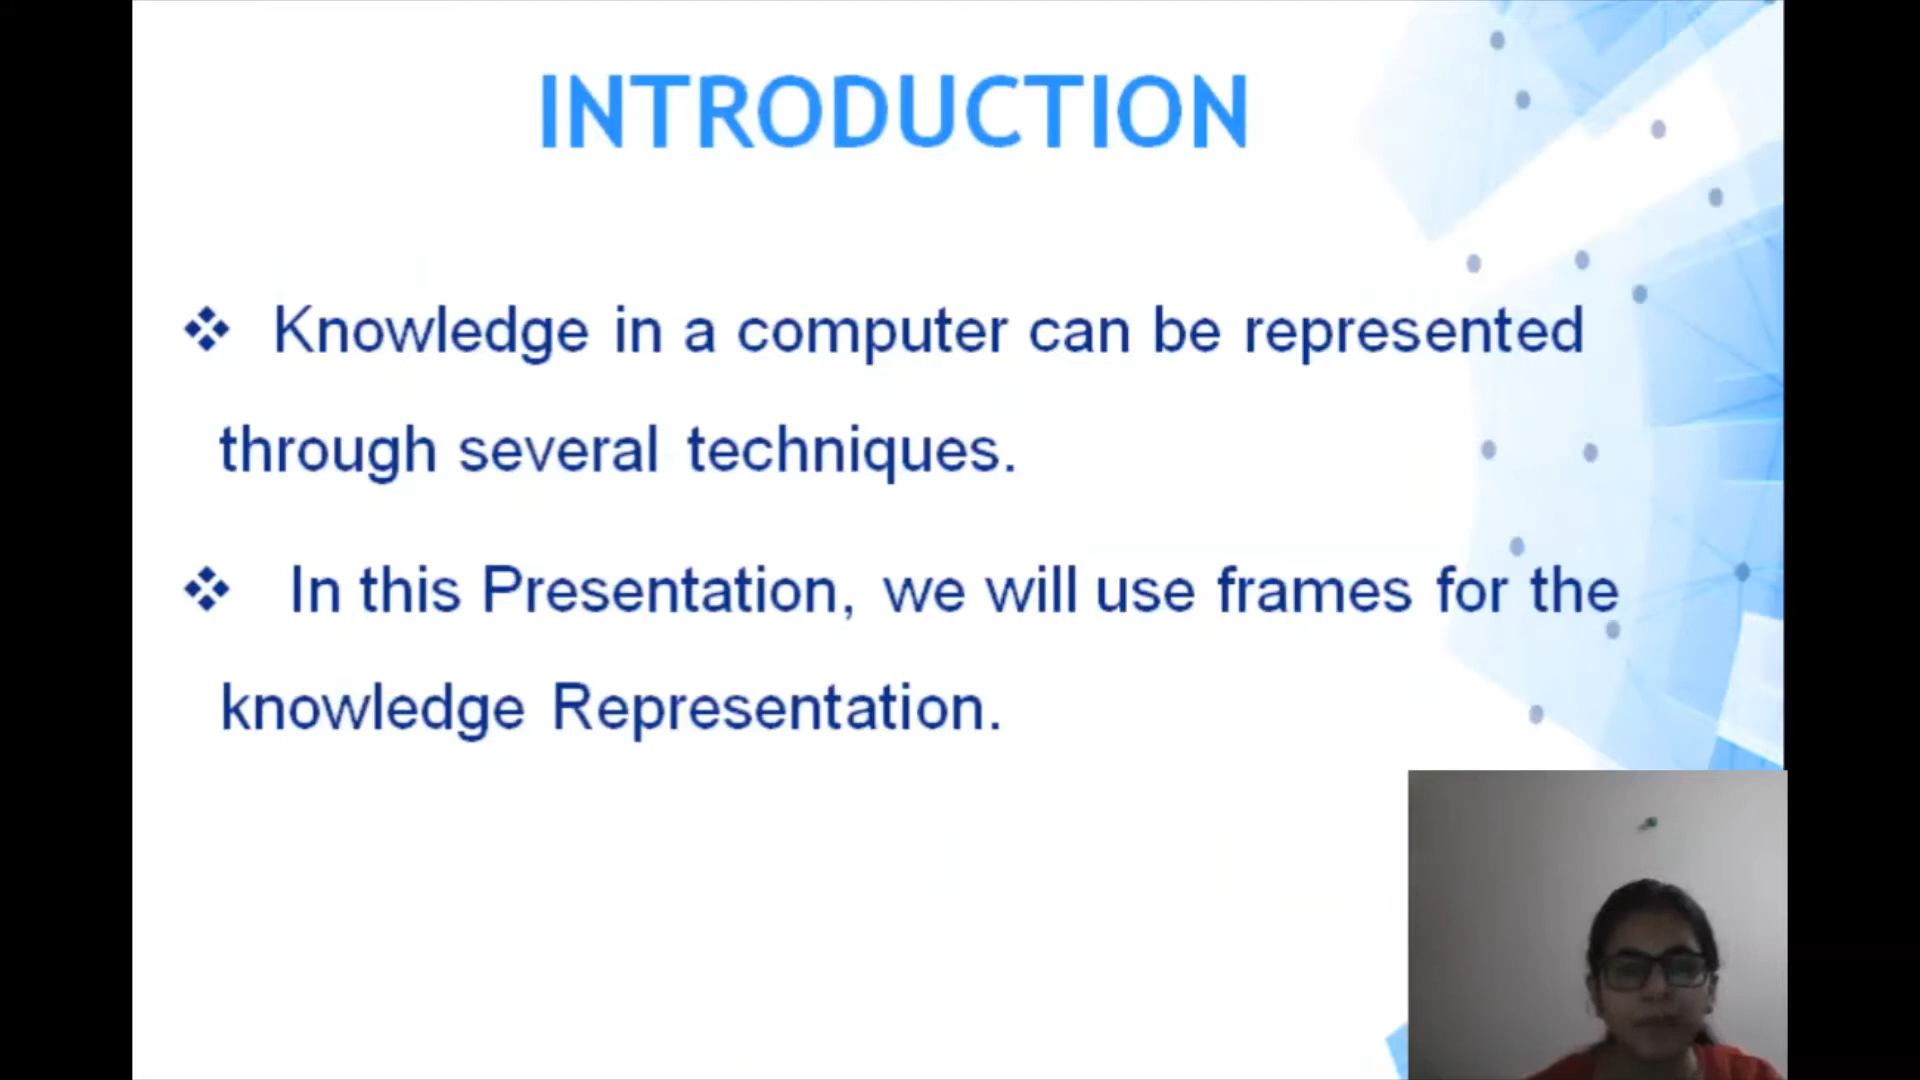 INTRODUCTION
❖ Knowledge in a computer can be represented
through several techniques.
❖ In this Presentation, we will use frames for the
knowledge Representation.